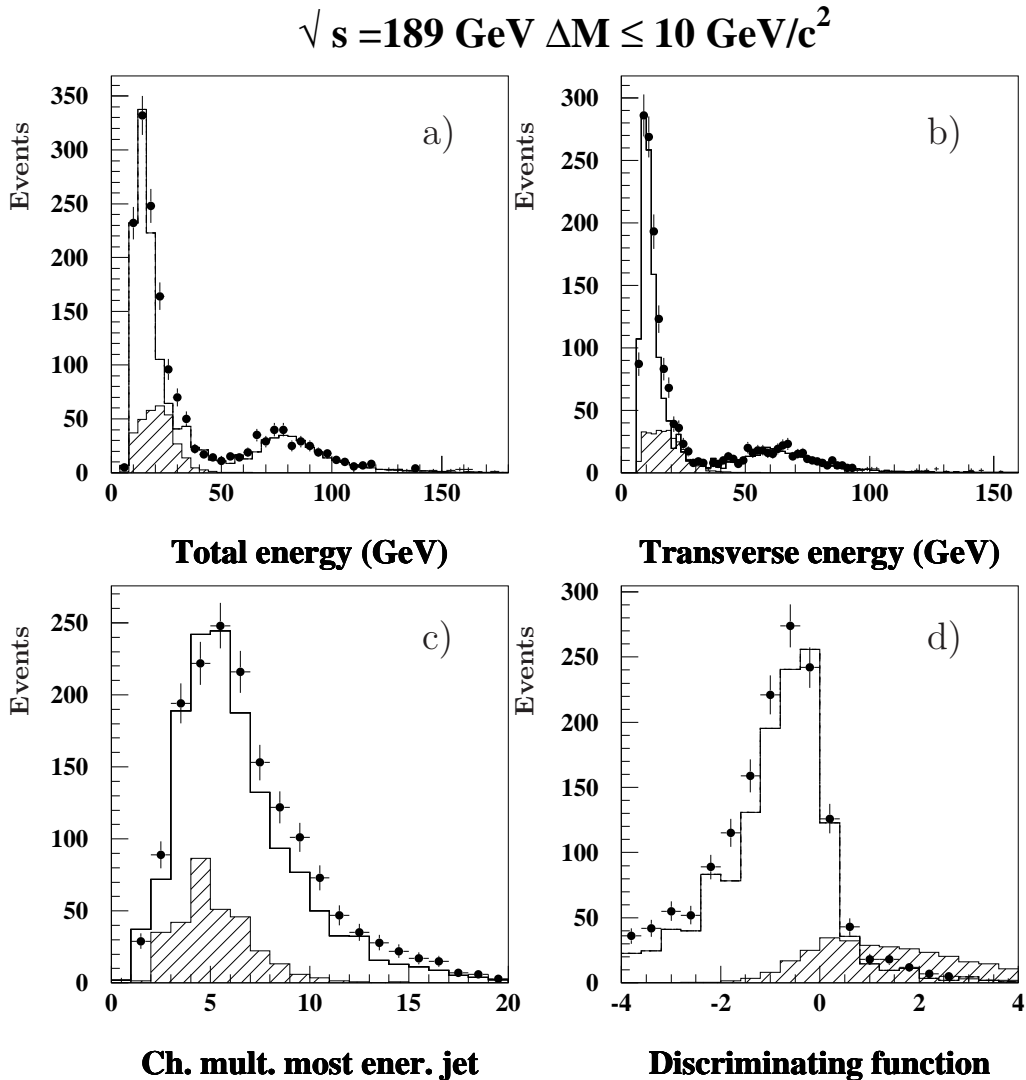 √ s =189 GeV ΔM ≤ 10 GeV/c²
Events
a)
350
300
250
200
150
100
50
0
0 50 100 150
Total energy (GeV)
Events
b)
300
250
200
150
100
50
0
0 50 100 150
Transverse energy (GeV)
Events
c)
250
200
150
100
50
0
0 5 10 15 20
Ch. mult. most ener. jet
Events
d)
300
250
200
150
100
50
0
-4 -2 0 2 4
Discriminating function